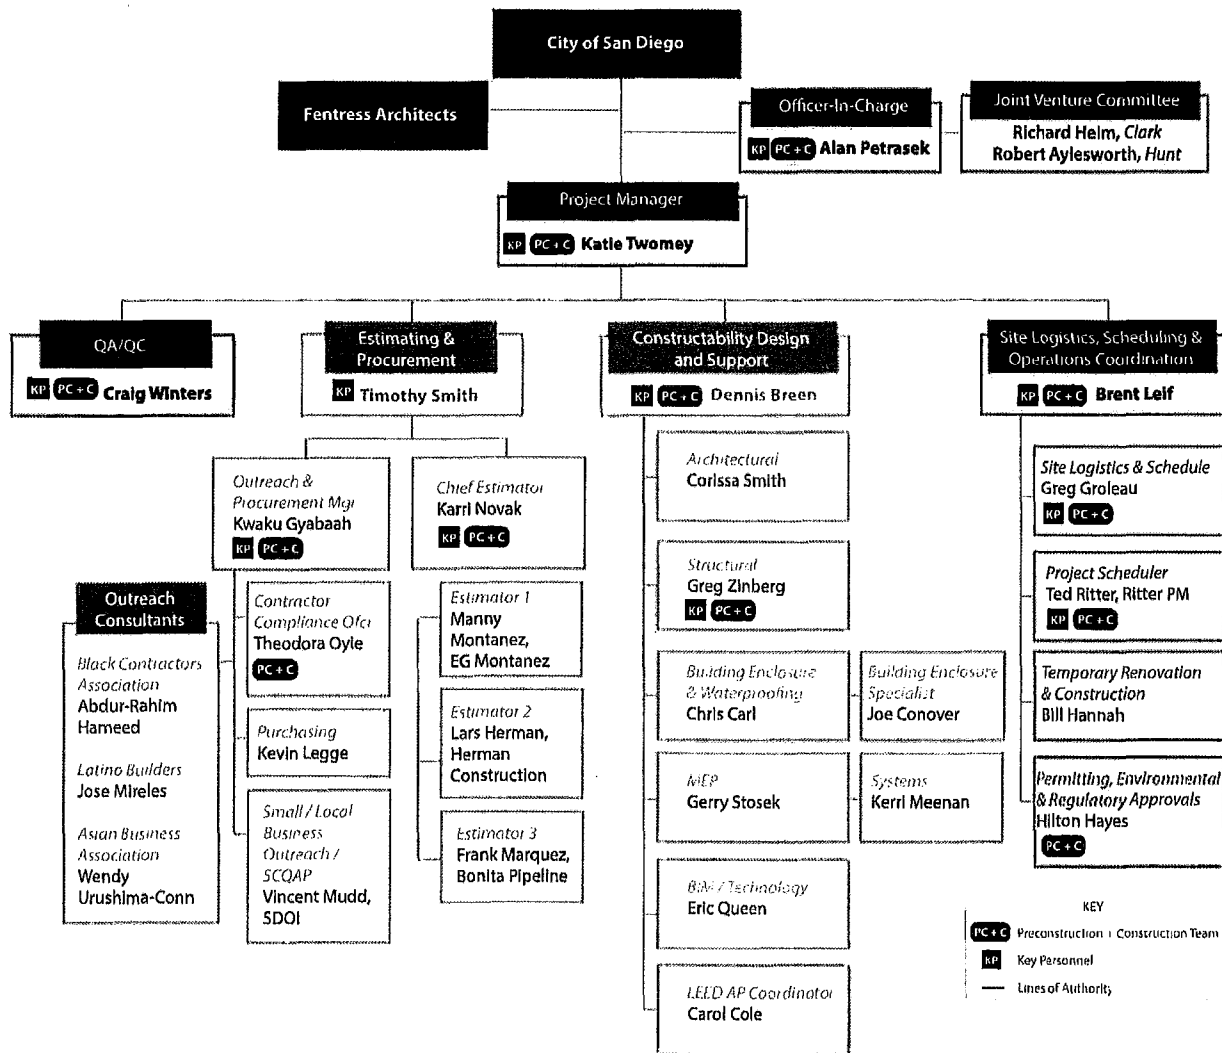 City of San Diego
Fentress Architects
Officer-In-Charge
KP PC + C Alan Petrasek
Joint Venture Committee
Richard Helm, Clark
Robert Aylesworth, Hunt
Project Manager
KP PC + C Katie Twomey
QA/QC
KP PC + C Craig Winters
Estimating &
Procurement
KP Timothy Smith
Constructability Design
and Support
KP PC + C Dennis Breen
Site Logistics, Scheduling &
Operations Coordination
KP PC + C Brent Leif
Outreach &
Procurement Mgr
Kwaku Gyabaah
KP PC + C
Chief Estimator
Karri Novak
KP PC + C
Outreach
Consultants
Black Contractors
Association
Abdur-Rahim
Hameed
Latino Builders
Jose Mireles
Asian Business
Association
Wendy
Urushima-Conn
Contractor
Compliance Ofcr
Theodora Oyie
PC + C
Purchasing
Kevin Legge
Small / Local
Business
Outreach /
SCQAP
Vincent Mudd,
SDOI
Estimator 1
Manny
Montanez,
EG Montanez
Estimator 2
Lars Herman,
Herman
Construction
Estimator 3
Frank Marquez,
Bonita Pipeline
Architectural
Corissa Smith
Structural
Greg Zinberg
KP PC + C
Building Enclosure
& Waterproofing
Chris Carl
Building Enclosure
Specialist
Joe Conover
MEP
Gerry Stosek
Systems
Kerri Meenan
BIM / Technology
Eric Queen
LEED AP Coordinator
Carol Cole
Site Logistics & Schedule
Greg Groleau
KP PC + C
Project Scheduler
Ted Ritter, Ritter PM
KP PC + C
Temporary Renovation
& Construction
Bill Hannah
Permitting, Environmental
& Regulatory Approvals
Hilton Hayes
PC + C
KEY
PC + C Preconstruction + Construction Team
KP Key Personnel
Lines of Authority